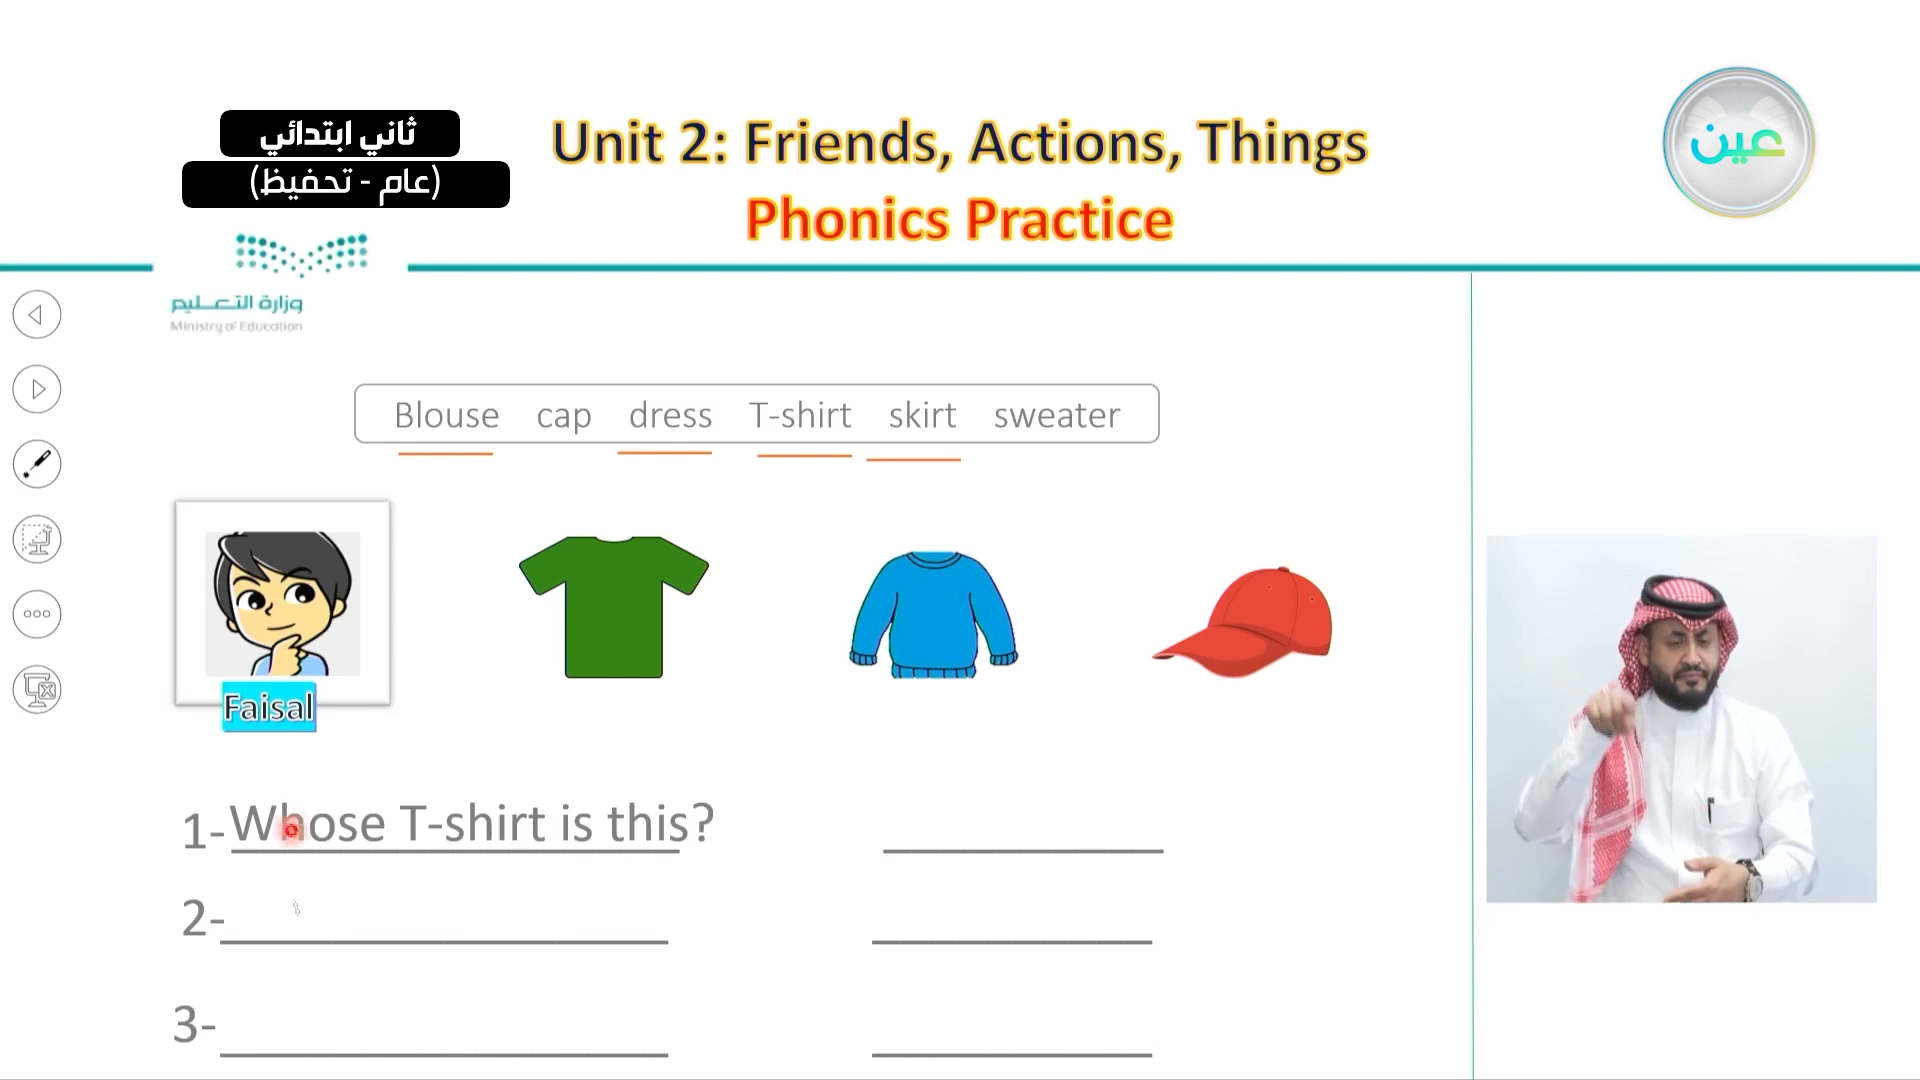 ثاني ابتدائي
(عام - تحفيظ)
Unit 2: Friends, Actions, Things
Phonics Practice
عين
وزارة التعليم
Ministry of Education
Blouse cap dress T-shirt skirt sweater
Faisal
1- Whose T-shirt is this?
2-
3-